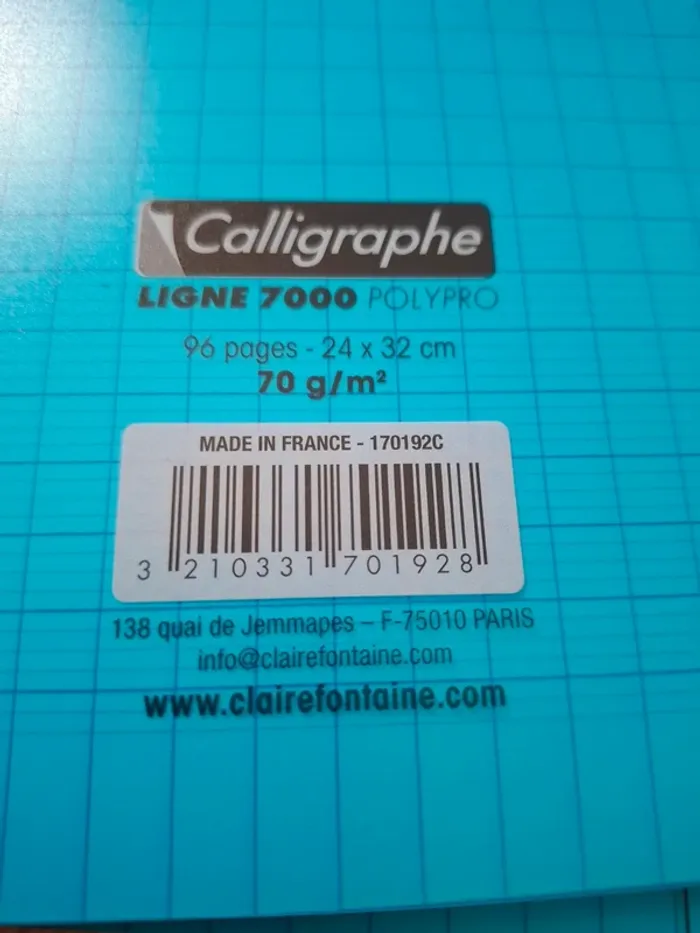 Calligraphe
LIGNE 7000 POLYPRO
96 pages - 24 x 32 cm
70 g/m²
MADE IN FRANCE - 170192C
3 210331 701928
138 quai de Jemmapes – F-75010 PARIS
info@clairefontaine.com
www.clairefontaine.com